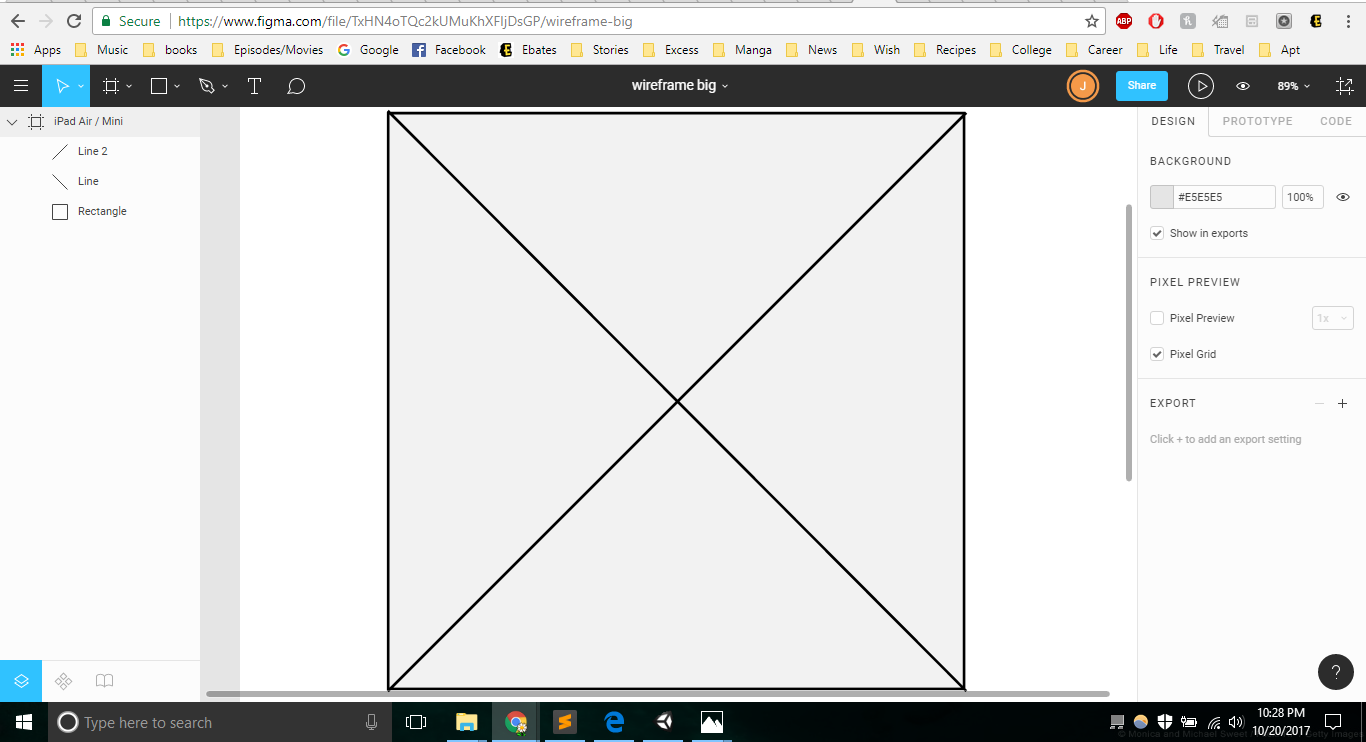 Secure https://www.figma.com/file/TxHN4oTQc2kUMuKhXFIjDsGP/wireframe-big ABP
Apps Music books Episodes/Movies Google Facebook Ebates Stories Excess Manga News Wish Recipes College Career Life Travel Apt
T wireframe big J Share 89%
iPad Air / Mini
Line 2
Line
Rectangle
DESIGN PROTOTYPE CODE
BACKGROUND
#E5E5E5 100%
Show in exports
PIXEL PREVIEW
Pixel Preview 1x
Pixel Grid
EXPORT
Click + to add an export setting
?
Type here to search
10:28 PM
10/20/2017